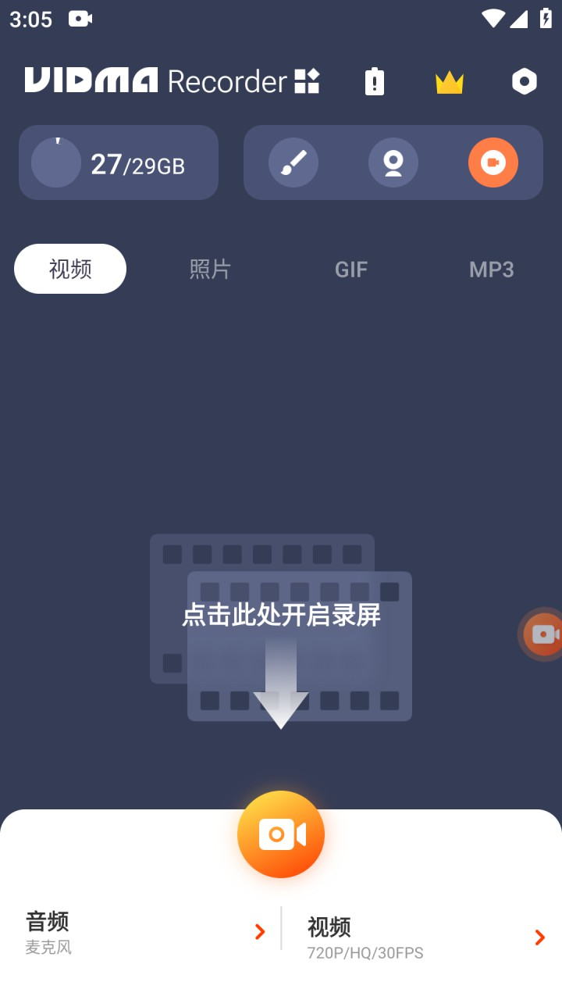 3:05
VIDMA Recorder
27/29GB
视频
照片
GIF
MP3
点击此处开启录屏
音频
麦克风
视频
720P/HQ/30FPS